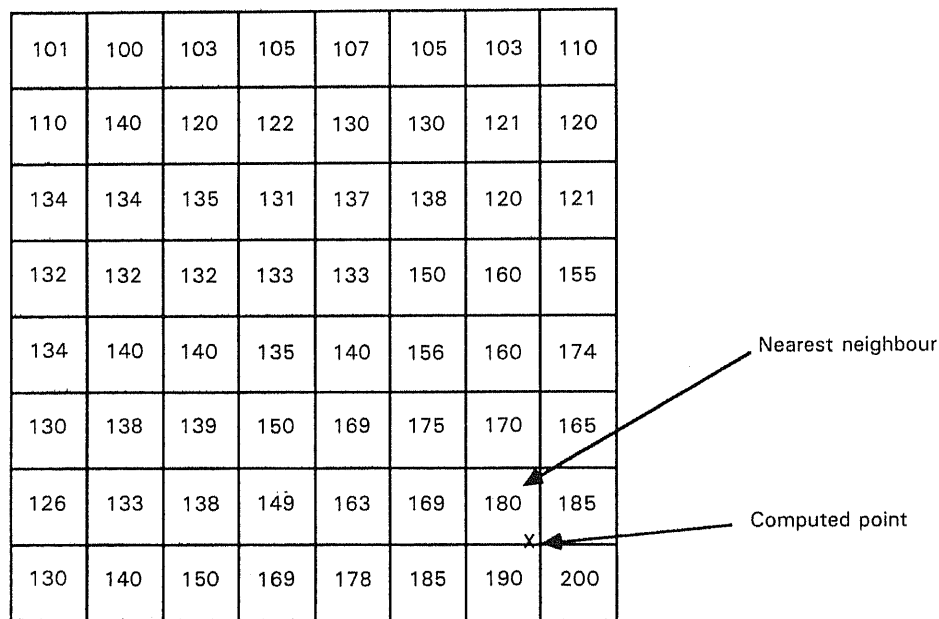 101 100 103 105 107 105 103 110
110 140 120 122 130 130 121 120
134 134 135 131 137 138 120 121
132 132 132 133 133 150 160 155
134 140 140 135 140 156 160 174
Nearest neighbour
130 138 139 150 169 175 170 165
126 133 138 149 163 169 180 185
Computed point
X
130 140 150 169 178 185 190 200